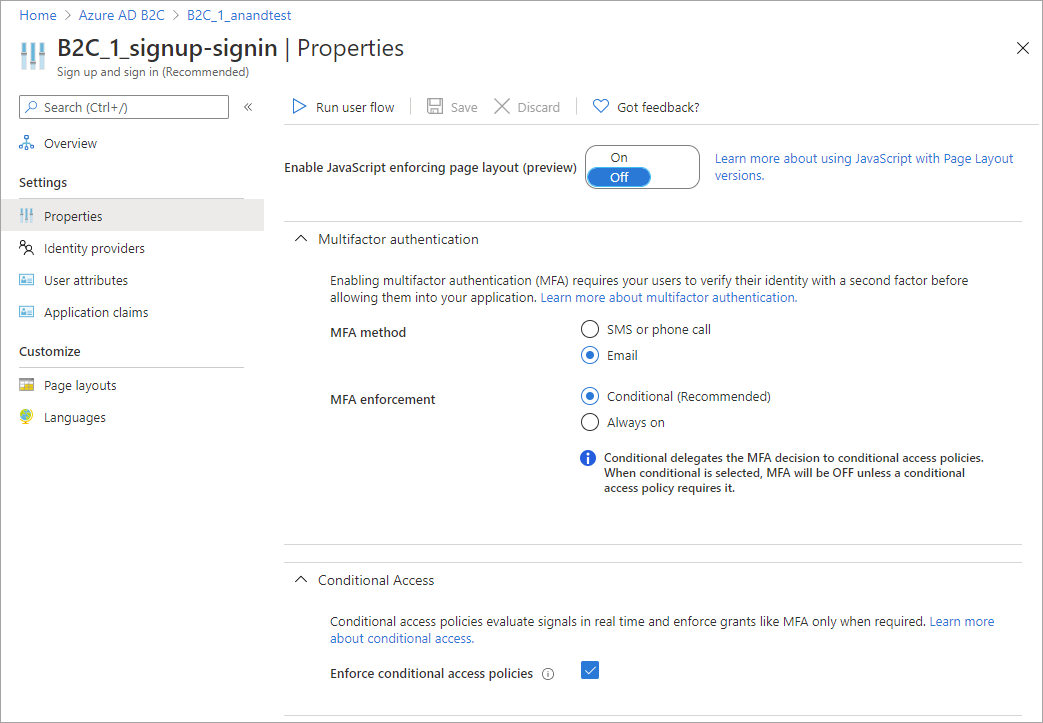 Home > Azure AD B2C > B2C_1_anandtest
B2C_1_signup-signin | Properties
Sign up and sign in (Recommended)
Search (Ctrl+/)
«
Overview
Settings
Properties
Identity providers
User attributes
Application claims
Customize
Page layouts
Languages
Run user flow
Save
Discard
Got feedback?
Enable JavaScript enforcing page layout (preview)
On
Off
Learn more about using JavaScript with Page Layout
versions.
Multifactor authentication
Enabling multifactor authentication (MFA) requires your users to verify their identity with a second factor before
allowing them into your application. Learn more about multifactor authentication.
MFA method
SMS or phone call
Email
MFA enforcement
Conditional (Recommended)
Always on
Conditional delegates the MFA decision to conditional access policies.
When conditional is selected, MFA will be OFF unless a conditional
access policy requires it.
Conditional Access
Conditional access policies evaluate signals in real time and enforce grants like MFA only when required. Learn more
about conditional access.
Enforce conditional access policies